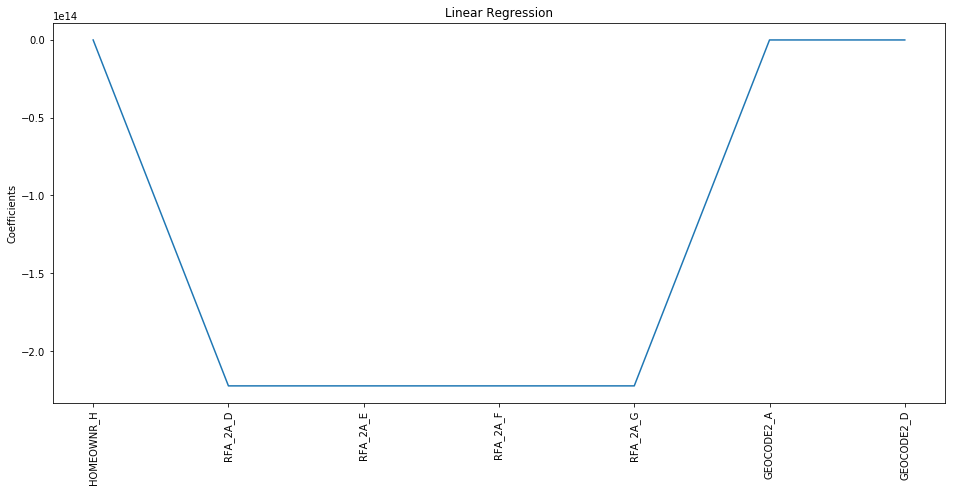 Linear Regression
1e14
0.0
−0.5
−1.0
−1.5
−2.0
Coefficients
HOMEOWNR_H
RFA_2A_D
RFA_2A_E
RFA_2A_F
RFA_2A_G
GEOCODE2_A
GEOCODE2_D